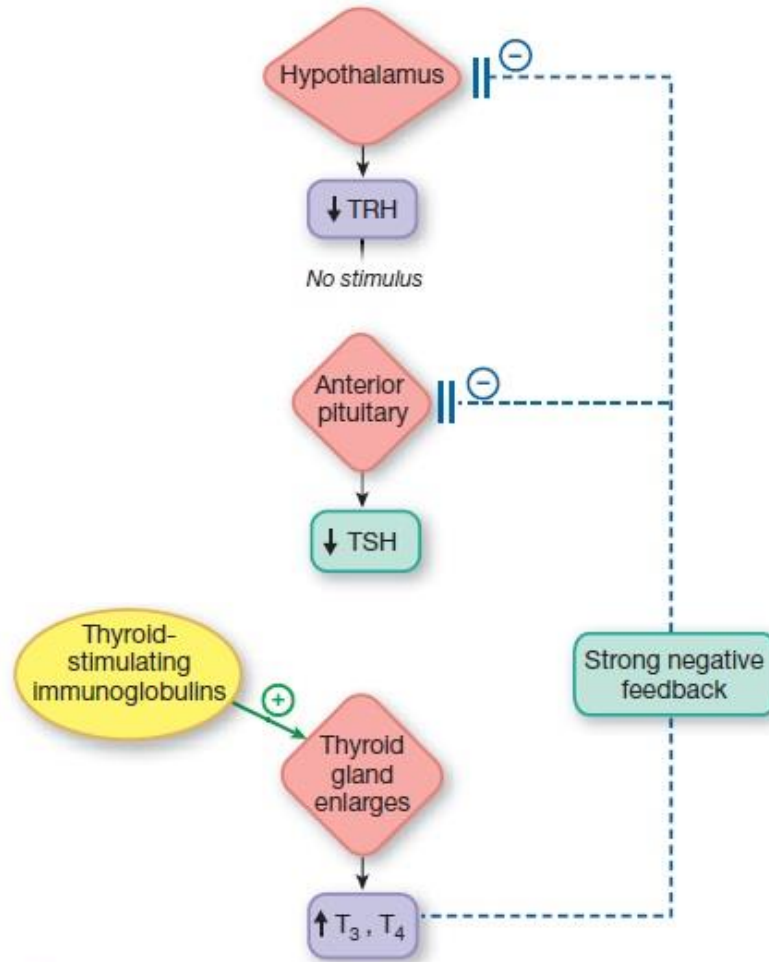 Hypothalamus
−
↓ TRH
No stimulus
Anterior
pituitary
−
↓ TSH
Thyroid-
stimulating
immunoglobulins
+
Thyroid
gland
enlarges
Strong negative
feedback
↑ T₃ , T₄